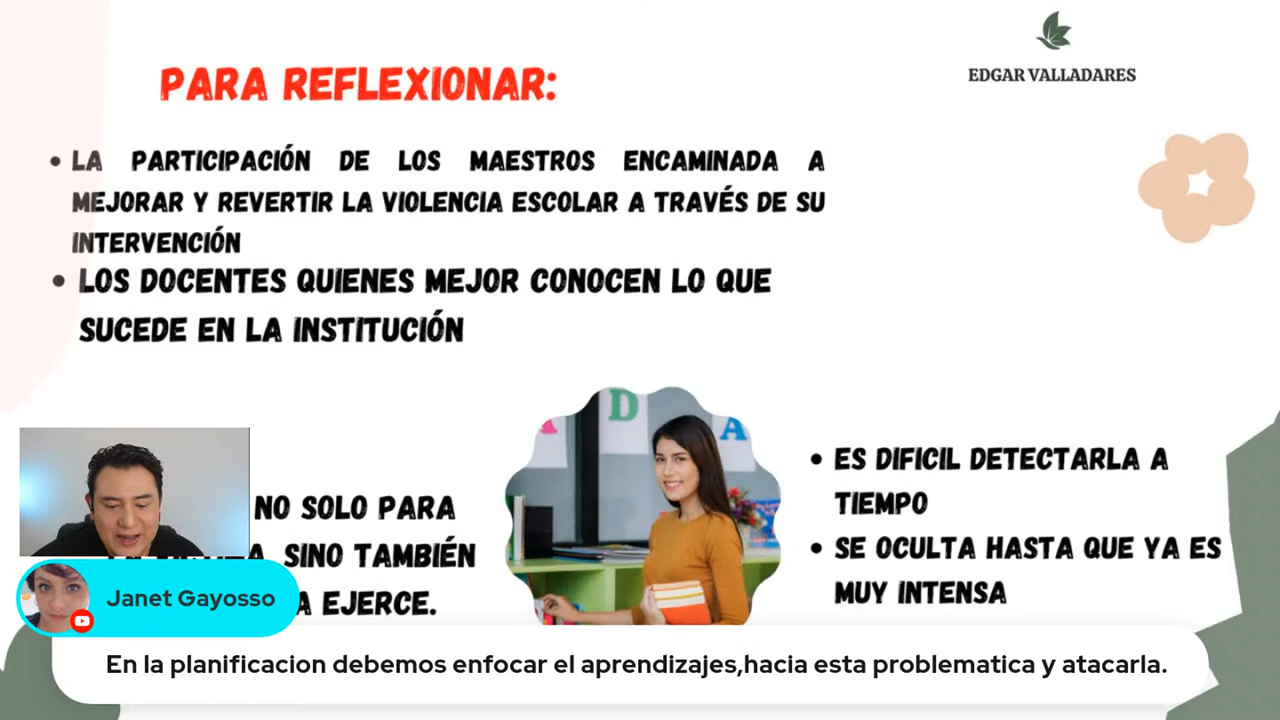 EDGAR VALLADARES
PARA REFLEXIONAR:
• LA PARTICIPACIÓN DE LOS MAESTROS ENCAMINADA A
MEJORAR Y REVERTIR LA VIOLENCIA ESCOLAR A TRAVÉS DE SU
INTERVENCIÓN
• LOS DOCENTES QUIENES MEJOR CONOCEN LO QUE
SUCEDE EN LA INSTITUCIÓN
D
A
NO SOLO PARA
SINO TAMBIÉN
EJERCE.
• ES DIFICIL DETECTARLA A
TIEMPO
• SE OCULTA HASTA QUE YA ES
MUY INTENSA
Janet Gayosso
En la planificacion debemos enfocar el aprendizajes,hacia esta problematica y atacarla.